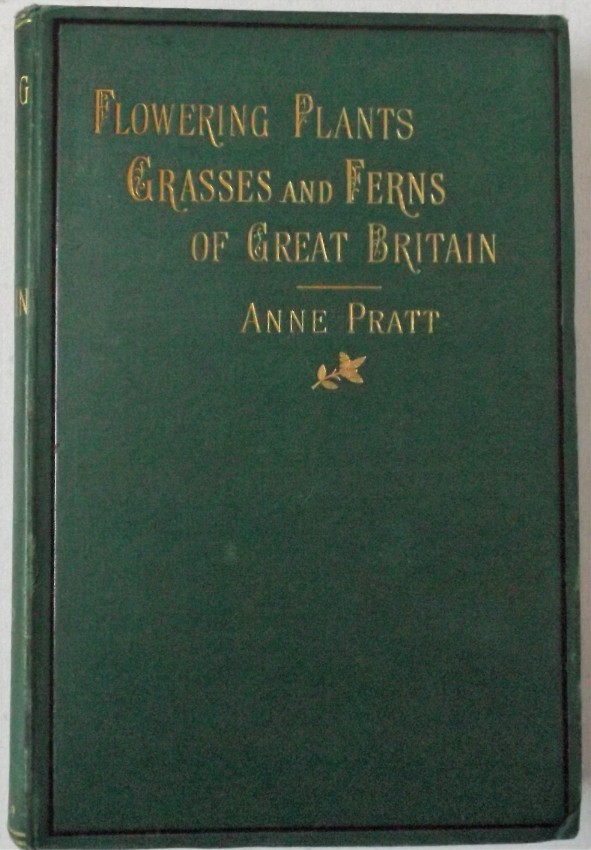 Flowering Plants
Grasses and Ferns
of Great Britain
Anne Pratt
G
N